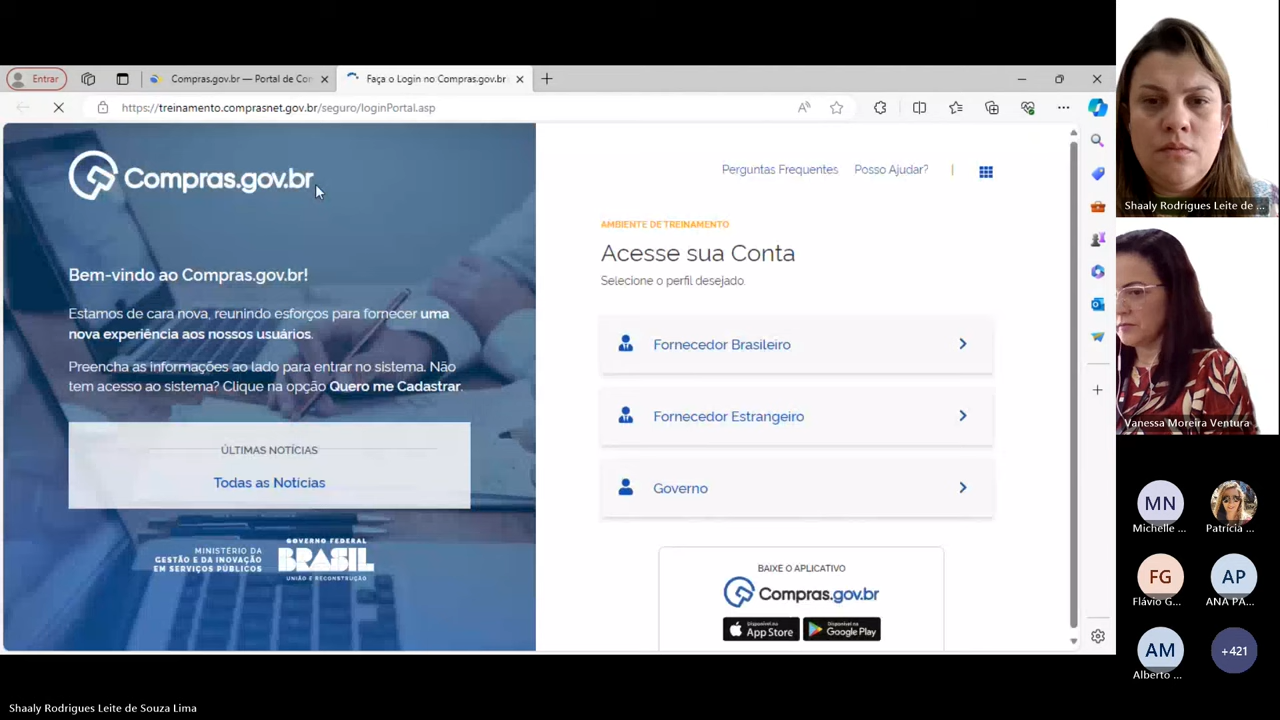 Entrar
Compras.gov.br — Portal de Con
Faça o Login no Compras.gov.br
https://treinamento.comprasnet.gov.br/seguro/loginPortal.asp
Compras.gov.br
Bem-vindo ao Compras.gov.br!
Estamos de cara nova, reunindo esforços para fornecer uma
nova experiência aos nossos usuários.
Preencha as informações ao lado para entrar no sistema. Não
tem acesso ao sistema? Clique na opção Quero me Cadastrar.
ÚLTIMAS NOTÍCIAS
Todas as Notícias
MINISTÉRIO DA
GESTÃO E DA INOVAÇÃO
EM SERVIÇOS PÚBLICOS
GOVERNO FEDERAL
BRASIL
UNIÃO E RECONSTRUÇÃO
Perguntas Frequentes
Posso Ajudar?
AMBIENTE DE TREINAMENTO
Acesse sua Conta
Selecione o perfil desejado.
Fornecedor Brasileiro
Fornecedor Estrangeiro
Governo
BAIXE O APLICATIVO
Compras.gov.br
Disponível na
App Store
Disponível no
Google Play
Shaaly Rodrigues Leite de ...
Vanessa Moreira Ventura
MN
Michelle ...
Patrícia ...
FG
Flávio G...
AP
ANA PA...
AM
Alberto ...
+421
Shaaly Rodrigues Leite de Souza Lima